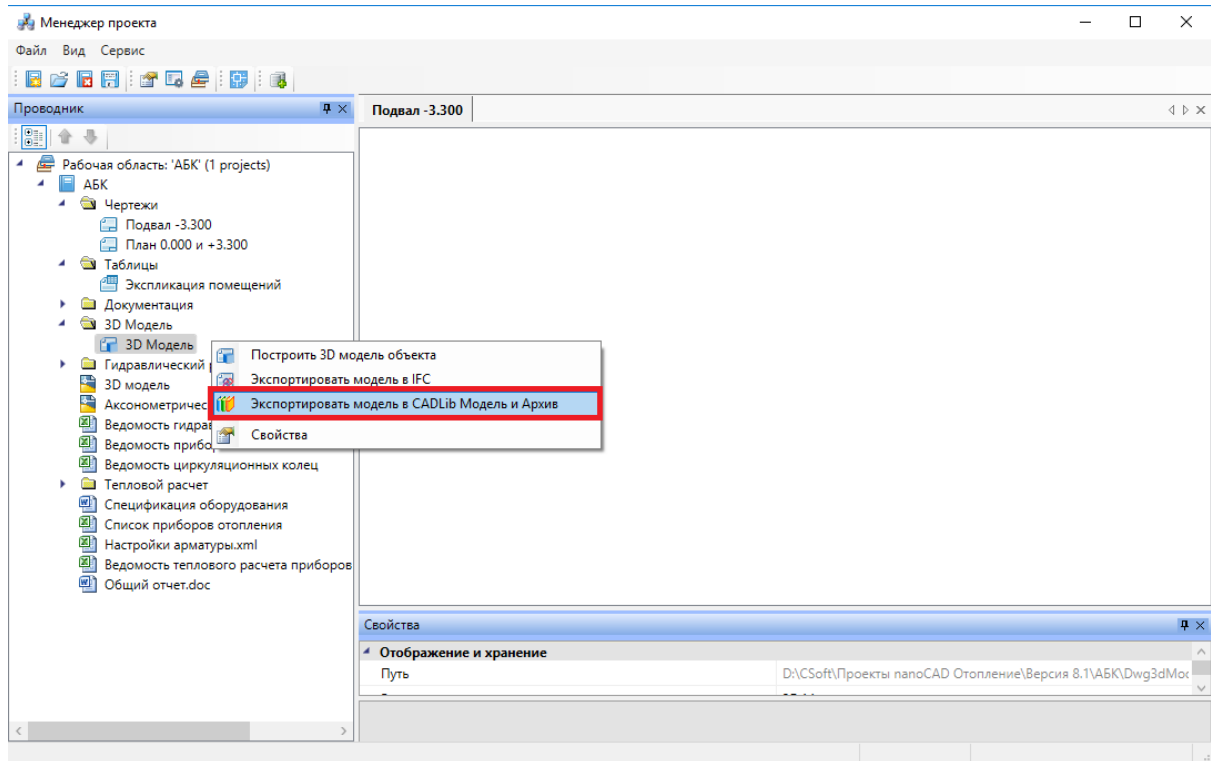 Менеджер проекта
Файл Вид Сервис
Проводник
Подвал -3.300
Рабочая область: 'АБК' (1 projects)
АБК
Чертежи
Подвал -3.300
План 0.000 и +3.300
Таблицы
Экспликация помещений
Документация
3D Модель
3D Модель
Построить 3D модель объекта
Гидравлический
Экспортировать модель в IFC
3D модель
Экспортировать модель в CADLib Модель и Архив
Аксонометричес
Ведомость гидрав
Свойства
Ведомость прибо
Ведомость циркуляционных колец
Тепловой расчет
Спецификация оборудования
Список приборов отопления
Настройки арматуры.xml
Ведомость теплового расчета приборов
Общий отчет.doc
Свойства
Отображение и хранение
Путь D:\CSoft\Проекты nanoCAD Отопление\Версия 8.1\АБК\Dwg3dMoc